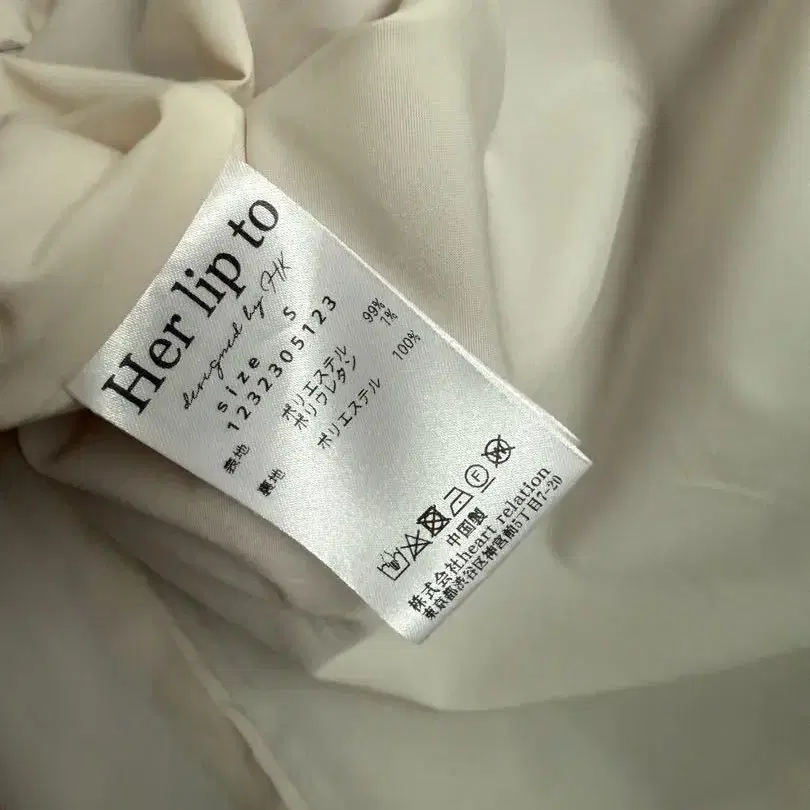 Her lip to
designed by HK
size S
1232305123
表地 ポリエステル 99%
ポリウレタン 1%
裏地 ポリエステル 100%
中国製
株式会社heart relation
東京都渋谷区神宮前5丁目7-20